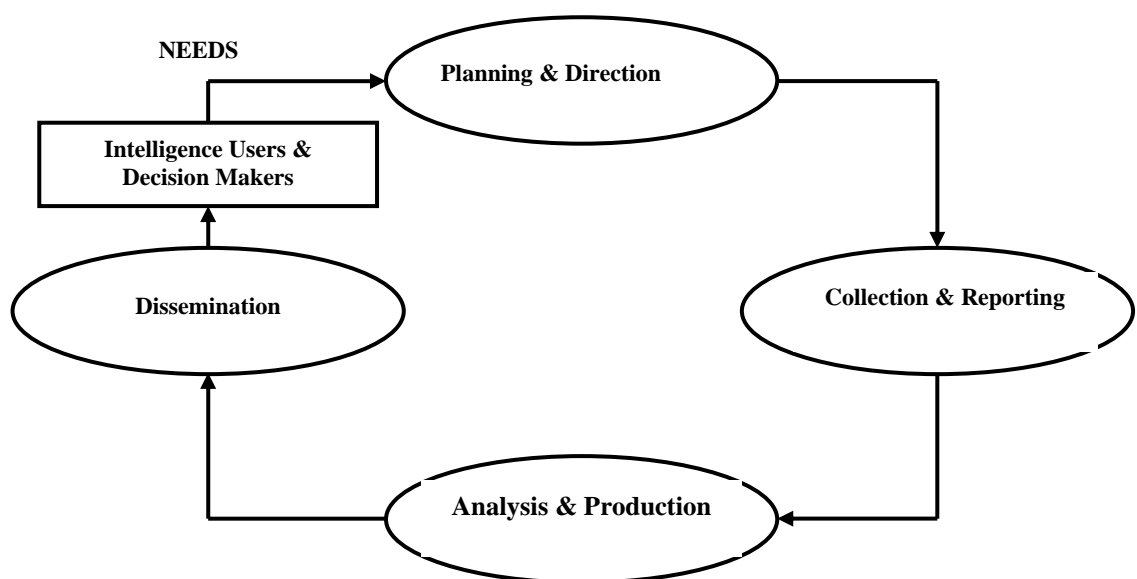 NEEDS
Planning & Direction
Intelligence Users &
Decision Makers
Dissemination
Collection & Reporting
Analysis & Production